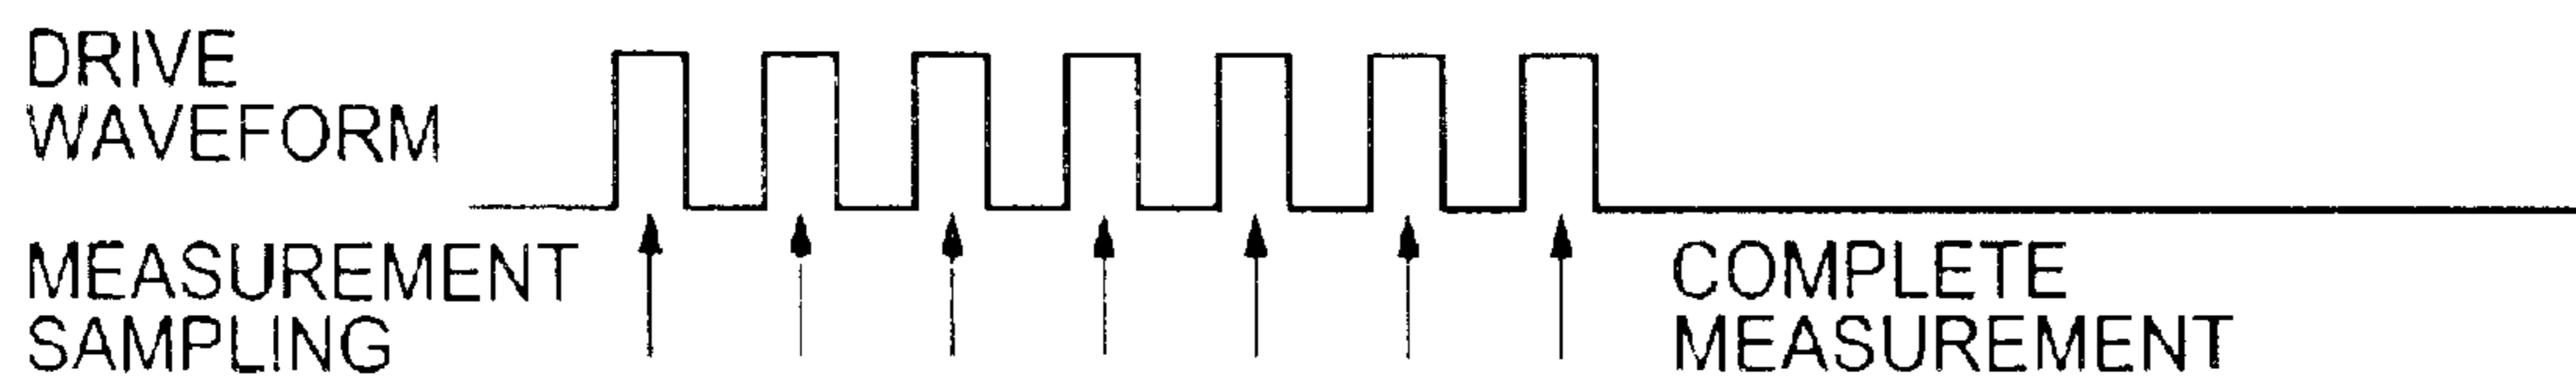 DRIVE
WAVEFORM
MEASUREMENT
SAMPLING
COMPLETE
MEASUREMENT